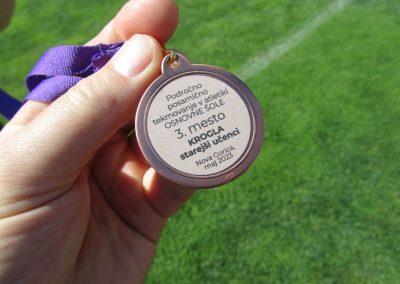 Področno
posamično
tekmovanje v atletiki
OSNOVNE ŠOLE
3. mesto
KROGLA
starejši učenci
Nova Gorica,
maj 2023